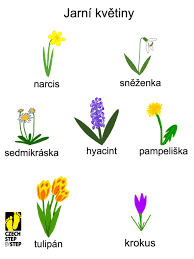 Jarní květiny
narcis
sněženka
sedmikráska
hyacint
pampeliška
tulipán
krokus
CZECH
STEP
BY STEP